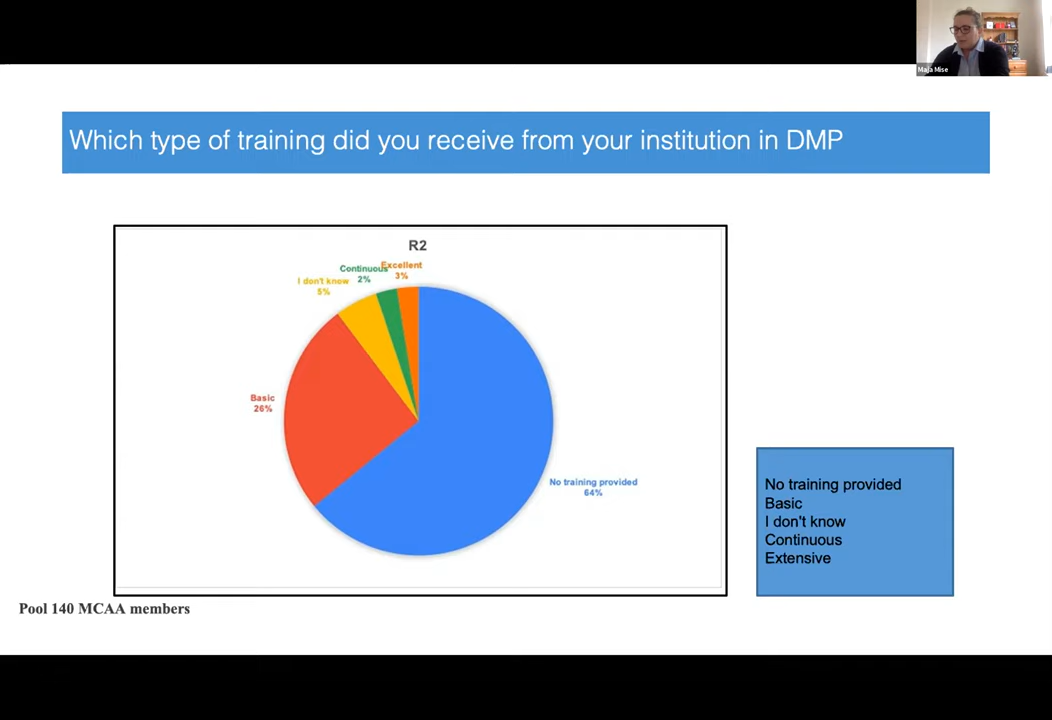 Maja Mise
Which type of training did you receive from your institution in DMP
R2
Excellent
3%
Continuous
2%
I don't know
5%
Basic
26%
No training provided
64%
No training provided
Basic
I don't know
Continuous
Extensive
Pool 140 MCAA members